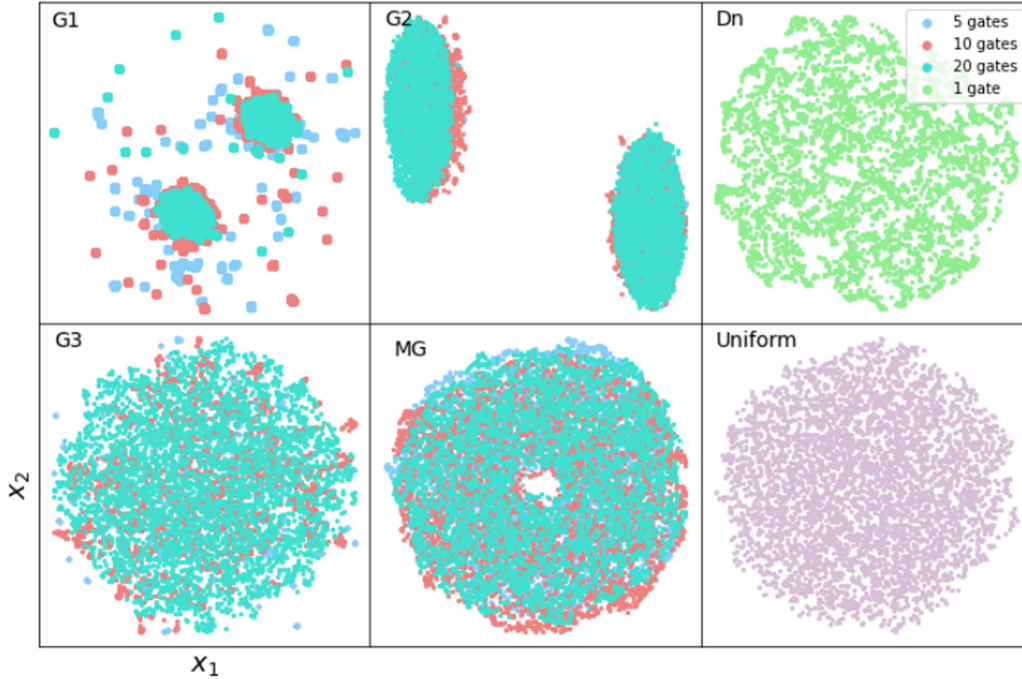 G1
G2
Dn
5 gates
10 gates
20 gates
1 gate
G3
MG
Uniform
x₂
x₁